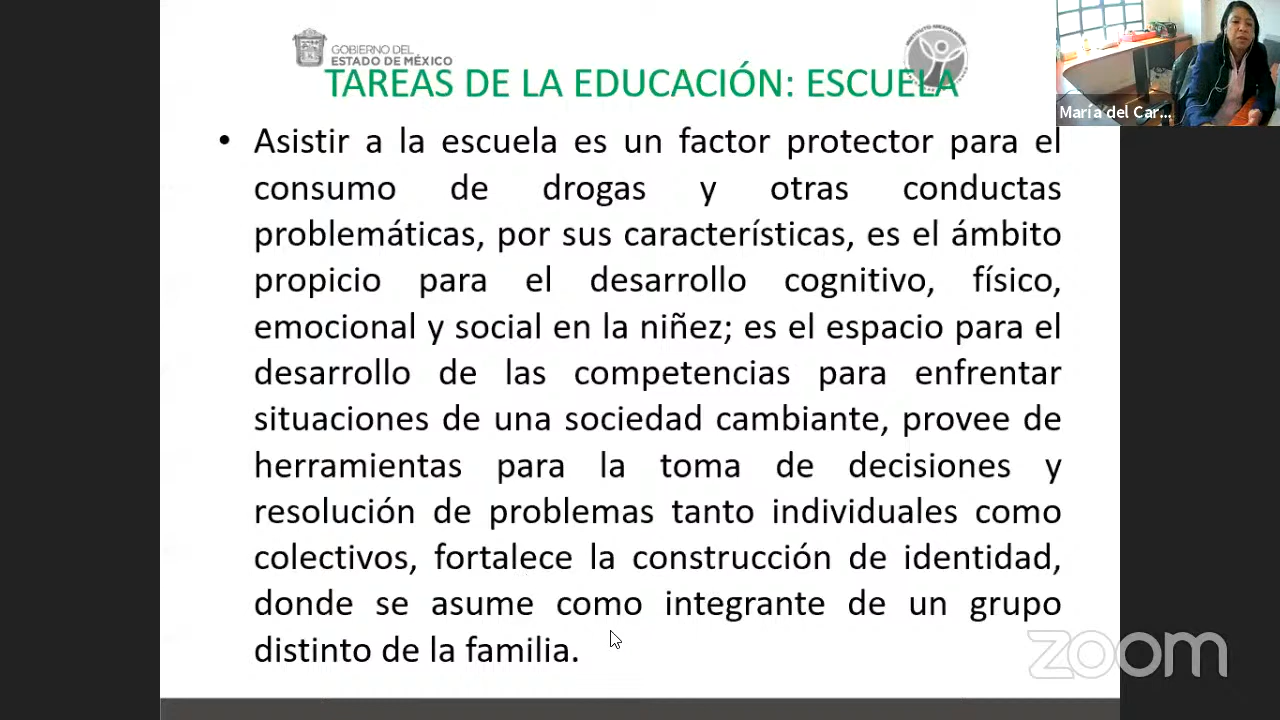 GOBIERNO DEL
ESTADO DE MÉXICO
TAREAS DE LA EDUCACIÓN: ESCUELA
María del Car...
• Asistir a la escuela es un factor protector para el
consumo de drogas y otras conductas
problemáticas, por sus características, es el ámbito
propicio para el desarrollo cognitivo, físico,
emocional y social en la niñez; es el espacio para el
desarrollo de las competencias para enfrentar
situaciones de una sociedad cambiante, provee de
herramientas para la toma de decisiones y
resolución de problemas tanto individuales como
colectivos, fortalece la construcción de identidad,
donde se asume como integrante de un grupo
distinto de la familia.
zoom